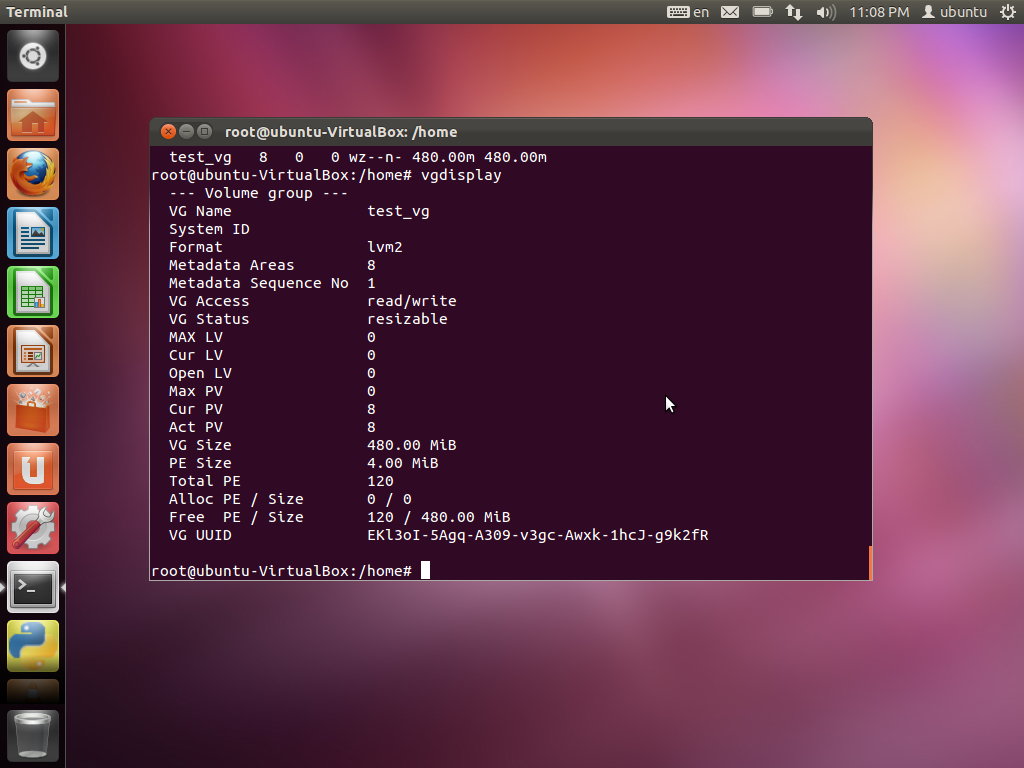 Terminal en 11:08 PM ubuntu
root@ubuntu-VirtualBox: /home
test_vg 8 0 0 wz--n- 480.00m 480.00m
root@ubuntu-VirtualBox:/home# vgdisplay
--- Volume group ---
VG Name test_vg
System ID
Format lvm2
Metadata Areas 8
Metadata Sequence No 1
VG Access read/write
VG Status resizable
MAX LV 0
Cur LV 0
Open LV 0
Max PV 0
Cur PV 8
Act PV 8
VG Size 480.00 MiB
PE Size 4.00 MiB
Total PE 120
Alloc PE / Size 0 / 0
Free PE / Size 120 / 480.00 MiB
VG UUID EKl3oI-5Agq-A309-v3gc-Awxk-1hcJ-g9k2fR
root@ubuntu-VirtualBox:/home#